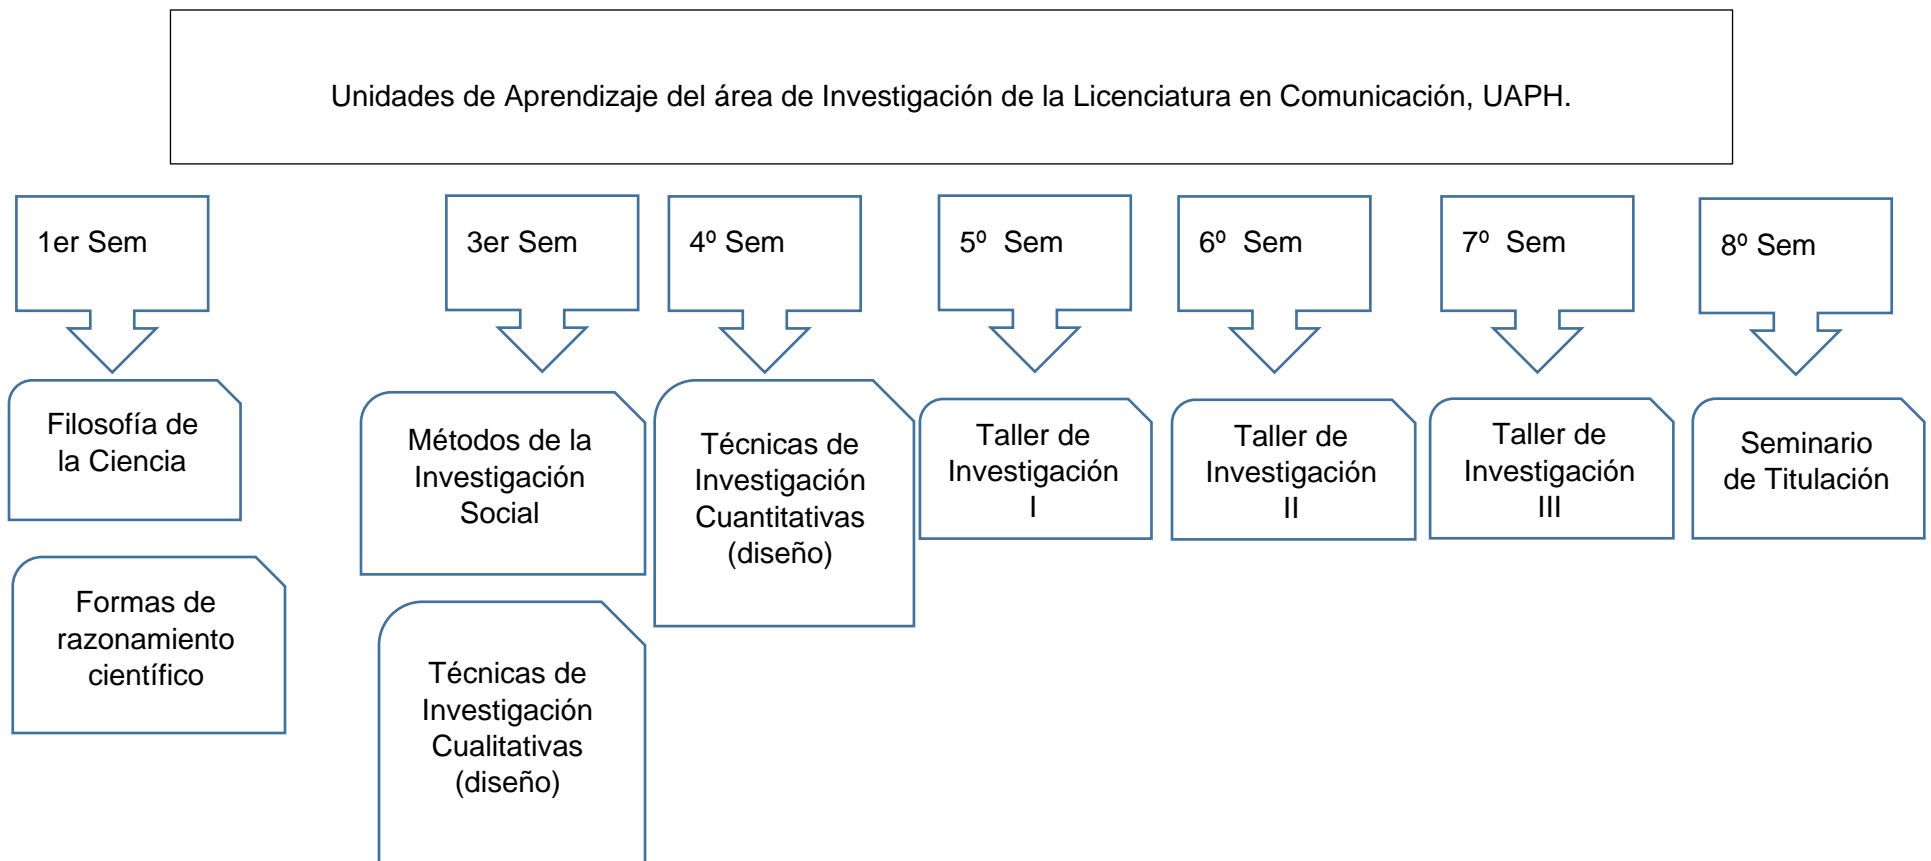 Unidades de Aprendizaje del área de Investigación de la Licenciatura en Comunicación, UAPH.
1er Sem
3er Sem
4º Sem
5º Sem
6º Sem
7º Sem
8º Sem
Filosofía de
la Ciencia
Formas de
razonamiento
científico
Métodos de la
Investigación
Social
Técnicas de
Investigación
Cualitativas
(diseño)
Técnicas de
Investigación
Cuantitativas
(diseño)
Taller de
Investigación
I
Taller de
Investigación
II
Taller de
Investigación
III
Seminario
de Titulación